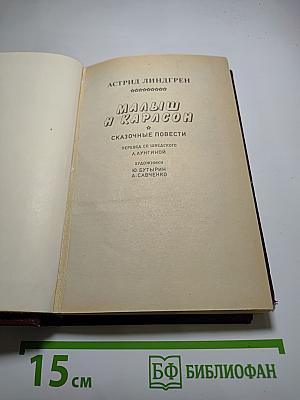 АСТРИД ЛИНДГРЕН
МАЛЫШ
И КАРЛСОН
СКАЗОЧНЫЕ ПОВЕСТИ
ПЕРЕВОД СО ШВЕДСКОГО
Л.ЛУНГИНОЙ
ХУДОЖНИКИ
Ю.БУТЫРИН
А.САВЧЕНКО
15 см
БФ БИБЛИОФАН